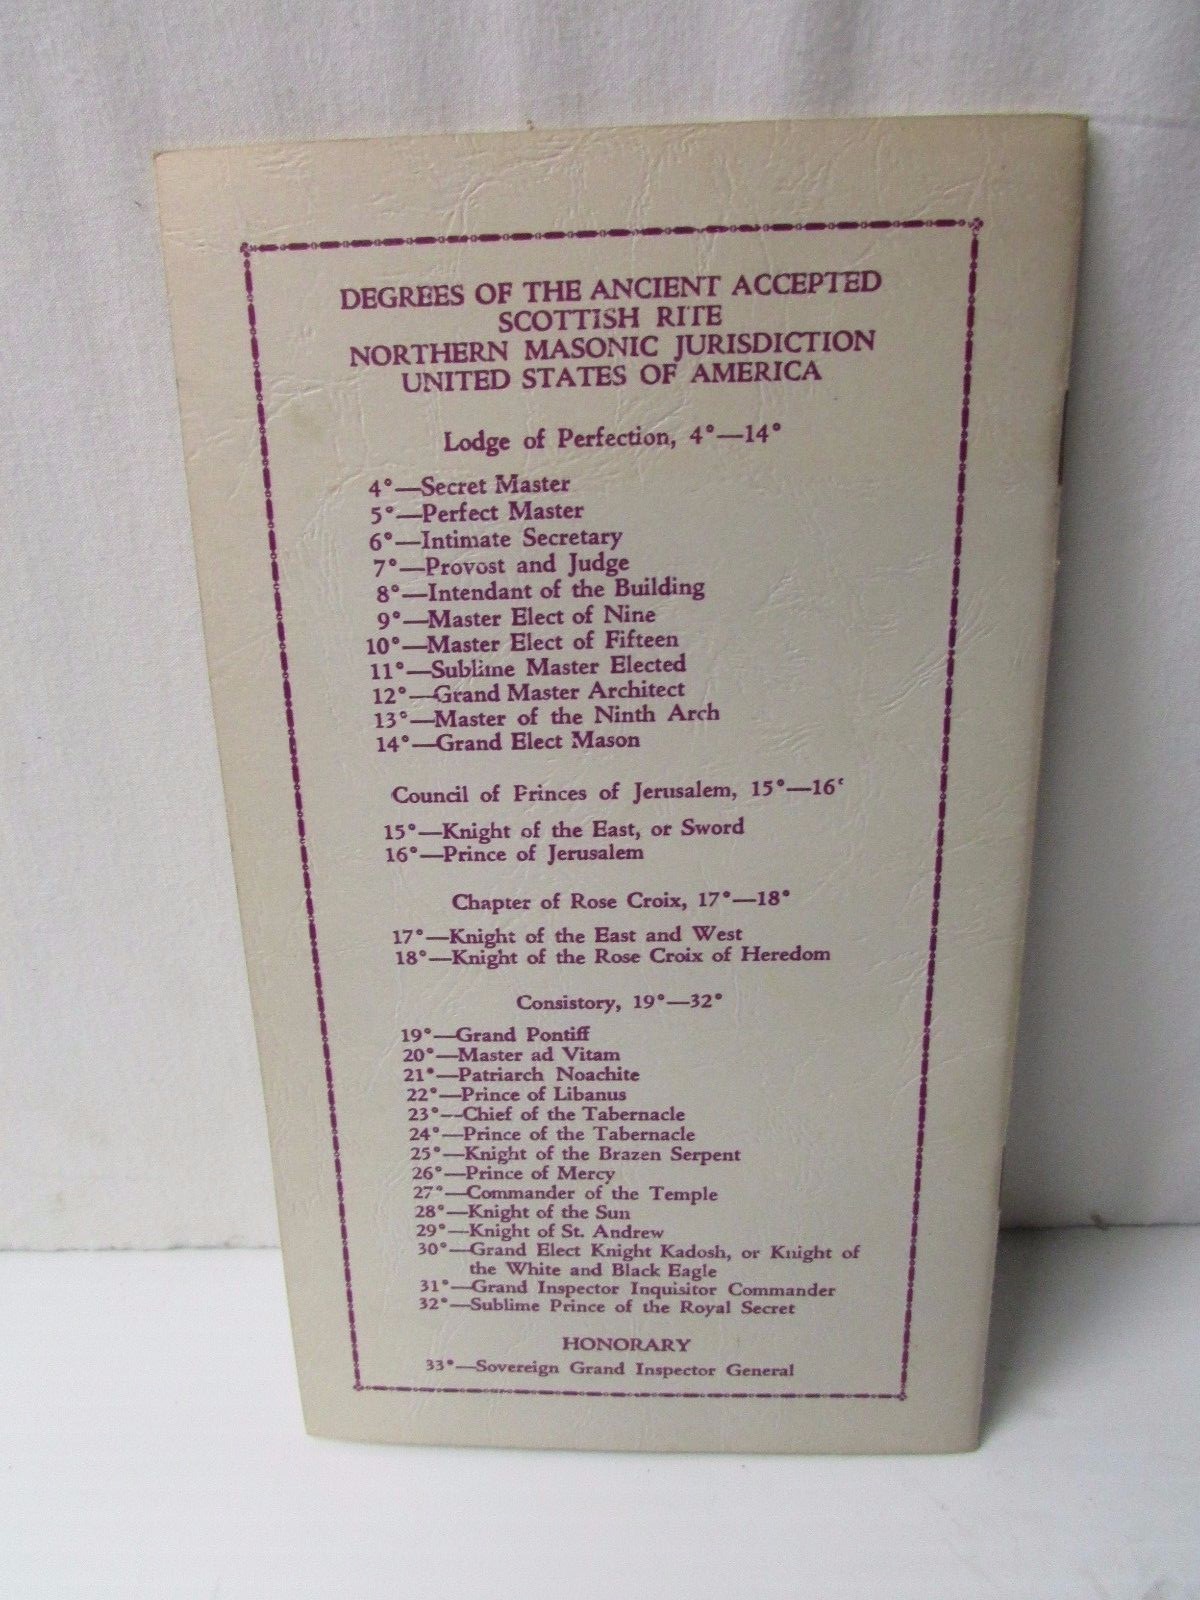 DEGREES OF THE ANCIENT ACCEPTED
SCOTTISH RITE
NORTHERN MASONIC JURISDICTION
UNITED STATES OF AMERICA
Lodge of Perfection, 4°—14°
4°—Secret Master
5°—Perfect Master
6°—Intimate Secretary
7°—Provost and Judge
8°—Intendant of the Building
9°—Master Elect of Nine
10°—Master Elect of Fifteen
11°—Sublime Master Elected
12°—Grand Master Architect
13°—Master of the Ninth Arch
14°—Grand Elect Mason
Council of Princes of Jerusalem, 15°—16°
15°—Knight of the East, or Sword
16°—Prince of Jerusalem
Chapter of Rose Croix, 17°—18°
17°—Knight of the East and West
18°—Knight of the Rose Croix of Heredom
Consistory, 19°—32°
19°—Grand Pontiff
20°—Master ad Vitam
21°—Patriarch Noachite
22°—Prince of Libanus
23°—Chief of the Tabernacle
24°—Prince of the Tabernacle
25°—Knight of the Brazen Serpent
26°—Prince of Mercy
27°—Commander of the Temple
28°—Knight of the Sun
29°—Knight of St. Andrew
30°—Grand Elect Knight Kadosh, or Knight of
the White and Black Eagle
31°—Grand Inspector Inquisitor Commander
32°—Sublime Prince of the Royal Secret
HONORARY
33°—Sovereign Grand Inspector General